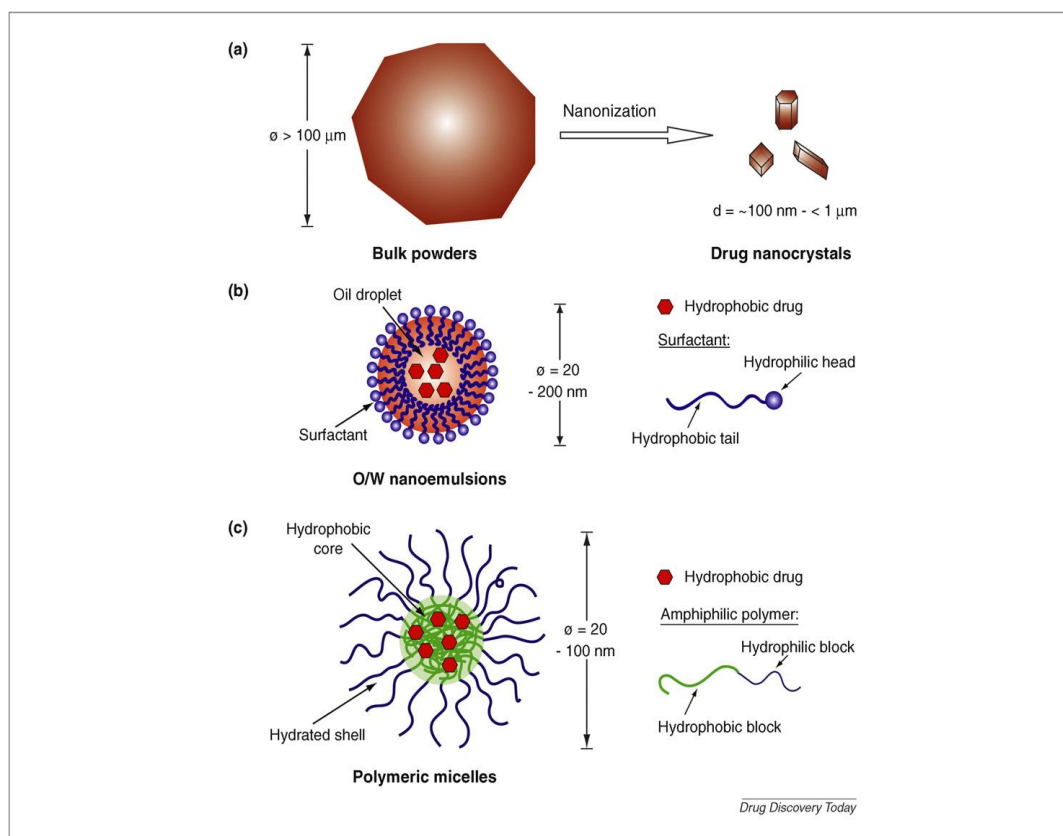 (a)
ø > 100 μm
Nanonization
d = ~100 nm - < 1 μm
Bulk powders
Drug nanocrystals
(b)
Oil droplet
Surfactant
ø = 20
- 200 nm
O/W nanoemulsions
Hydrophobic drug
Surfactant:
Hydrophilic head
Hydrophobic tail
(c)
Hydrophobic
core
Hydrated shell
ø = 20
- 100 nm
Polymeric micelles
Hydrophobic drug
Amphiphilic polymer:
Hydrophilic block
Hydrophobic block
Drug Discovery Today